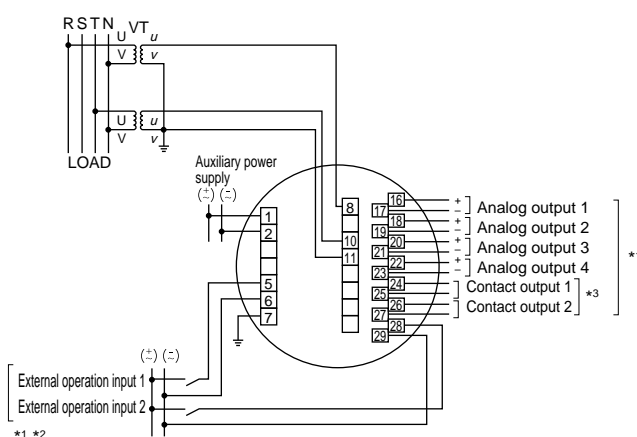 R S T N VT
U u
V v
U u
V v
LOAD
Auxiliary power
supply
(±) (-)
1
2
5
6
7
8
10
11
16
17
18
19
20
21
22
23
24
25
26
27
28
29
+ Analog output 1
-
+ Analog output 2
-
+ Analog output 3
-
+ Analog output 4
-
Contact output 1
Contact output 2
*3
(±) (-)
External operation input 1
External operation input 2
*1 *2